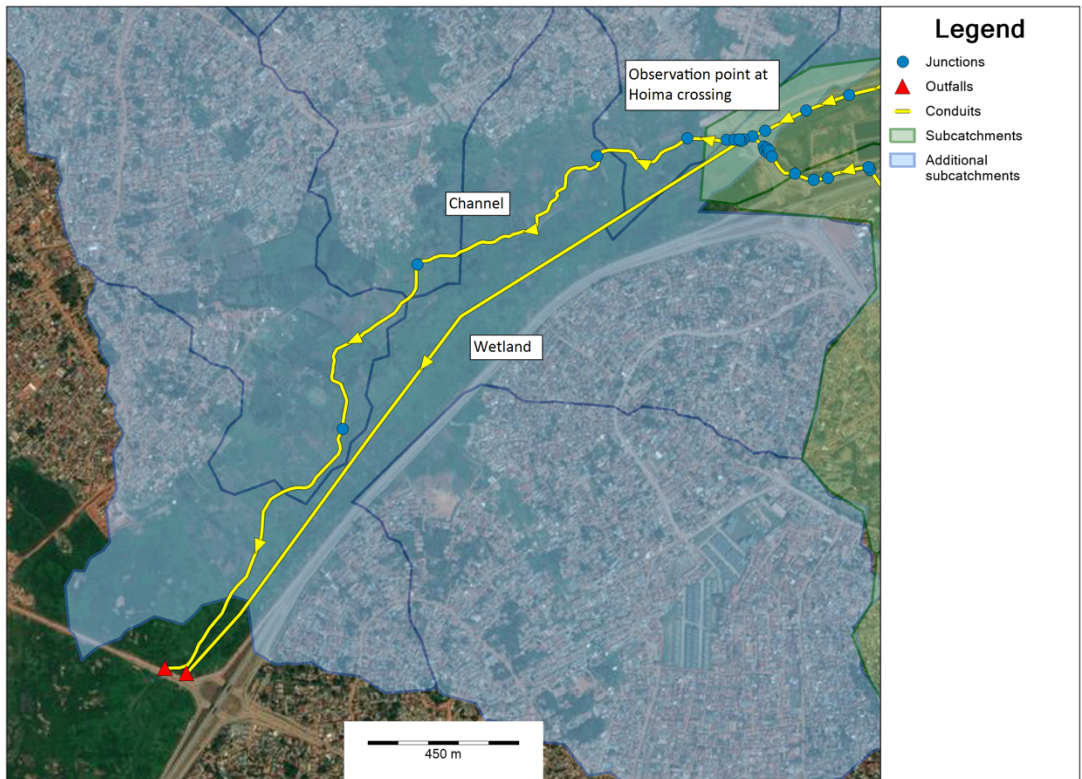 Legend
Observation point at
Hoima crossing
Junctions
Outfalls
Conduits
Subcatchments
Additional
subcatchments
Channel
Wetland
450 m